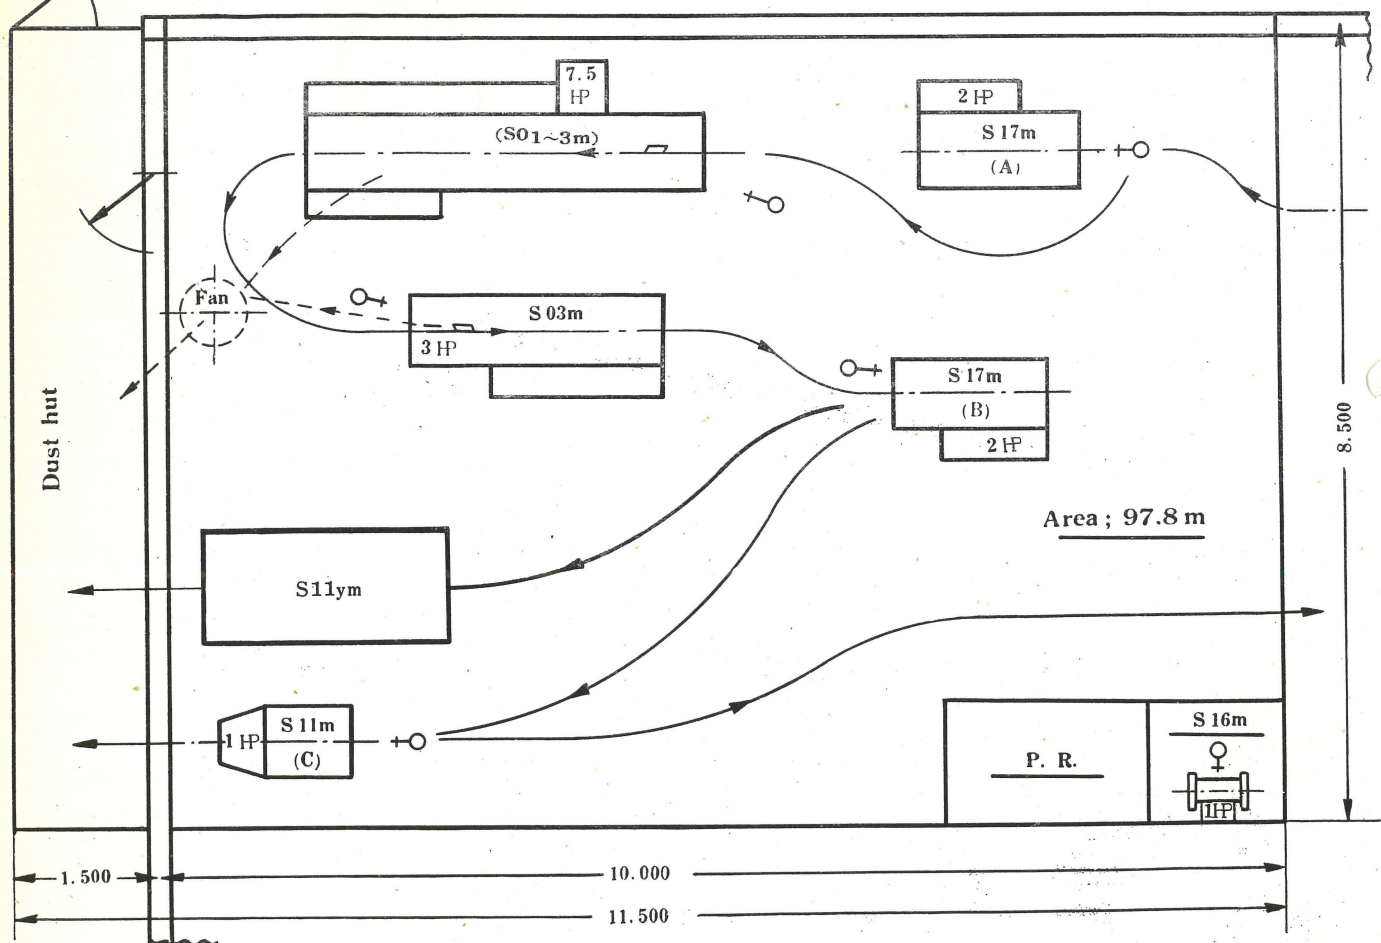 7.5
HP
(S01~3m)
2 HP
S 17m
(A)
Fan
S 03m
3 HP
S 17m
(B)
2 HP
Dust hut
8.500
Area ; 97.8 m
S11ym
S 11m
1 HP
(C)
S 16m
P. R.
1HP
1.500
10.000
11.500